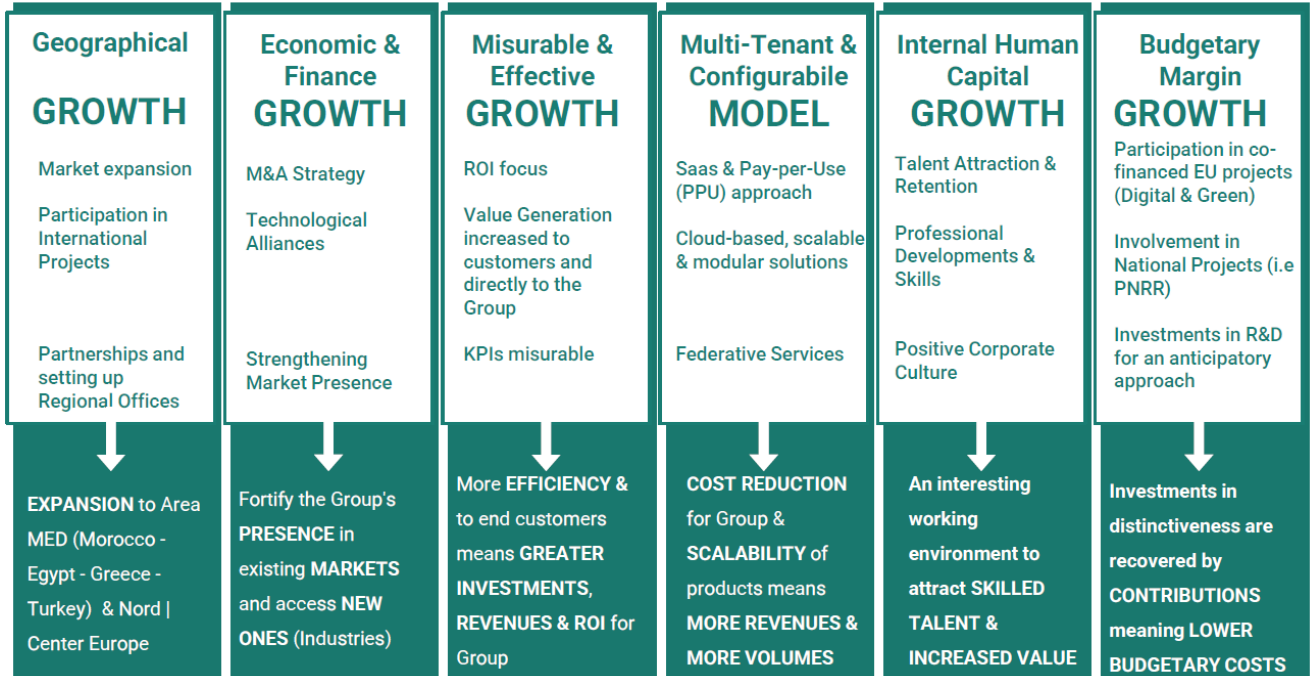 Geographical
GROWTH
Market expansion
Participation in
International
Projects
Partnerships and
setting up
Regional Offices
EXPANSION to Area
MED (Morocco -
Egypt - Greece -
Turkey) & Nord |
Center Europe
Economic &
Finance
GROWTH
M&A Strategy
Technological
Alliances
Strengthening
Market Presence
Fortify the Group's
PRESENCE in
existing MARKETS
and access NEW
ONES (Industries)
Misurable &
Effective
GROWTH
ROI focus
Value Generation
increased to
customers and
directly to the
Group
KPIs misurable
More EFFICIENCY &
to end customers
means GREATER
INVESTMENTS,
REVENUES & ROI for
Group
Multi-Tenant &
Configurabile
MODEL
Saas & Pay-per-Use
(PPU) approach
Cloud-based, scalable
& modular solutions
Federative Services
COST REDUCTION
for Group &
SCALABILITY of
products means
MORE REVENUES &
MORE VOLUMES
Internal Human
Capital
GROWTH
Talent Attraction &
Retention
Professional
Developments &
Skills
Positive Corporate
Culture
An interesting
working
environment to
attract SKILLED
TALENT &
INCREASED VALUE
Budgetary
Margin
GROWTH
Participation in co-
financed EU projects
(Digital & Green)
Involvement in
National Projects (i.e
PNRR)
Investments in R&D
for an anticipatory
approach
Investments in
distinctiveness are
recovered by
CONTRIBUTIONS
meaning LOWER
BUDGETARY COSTS